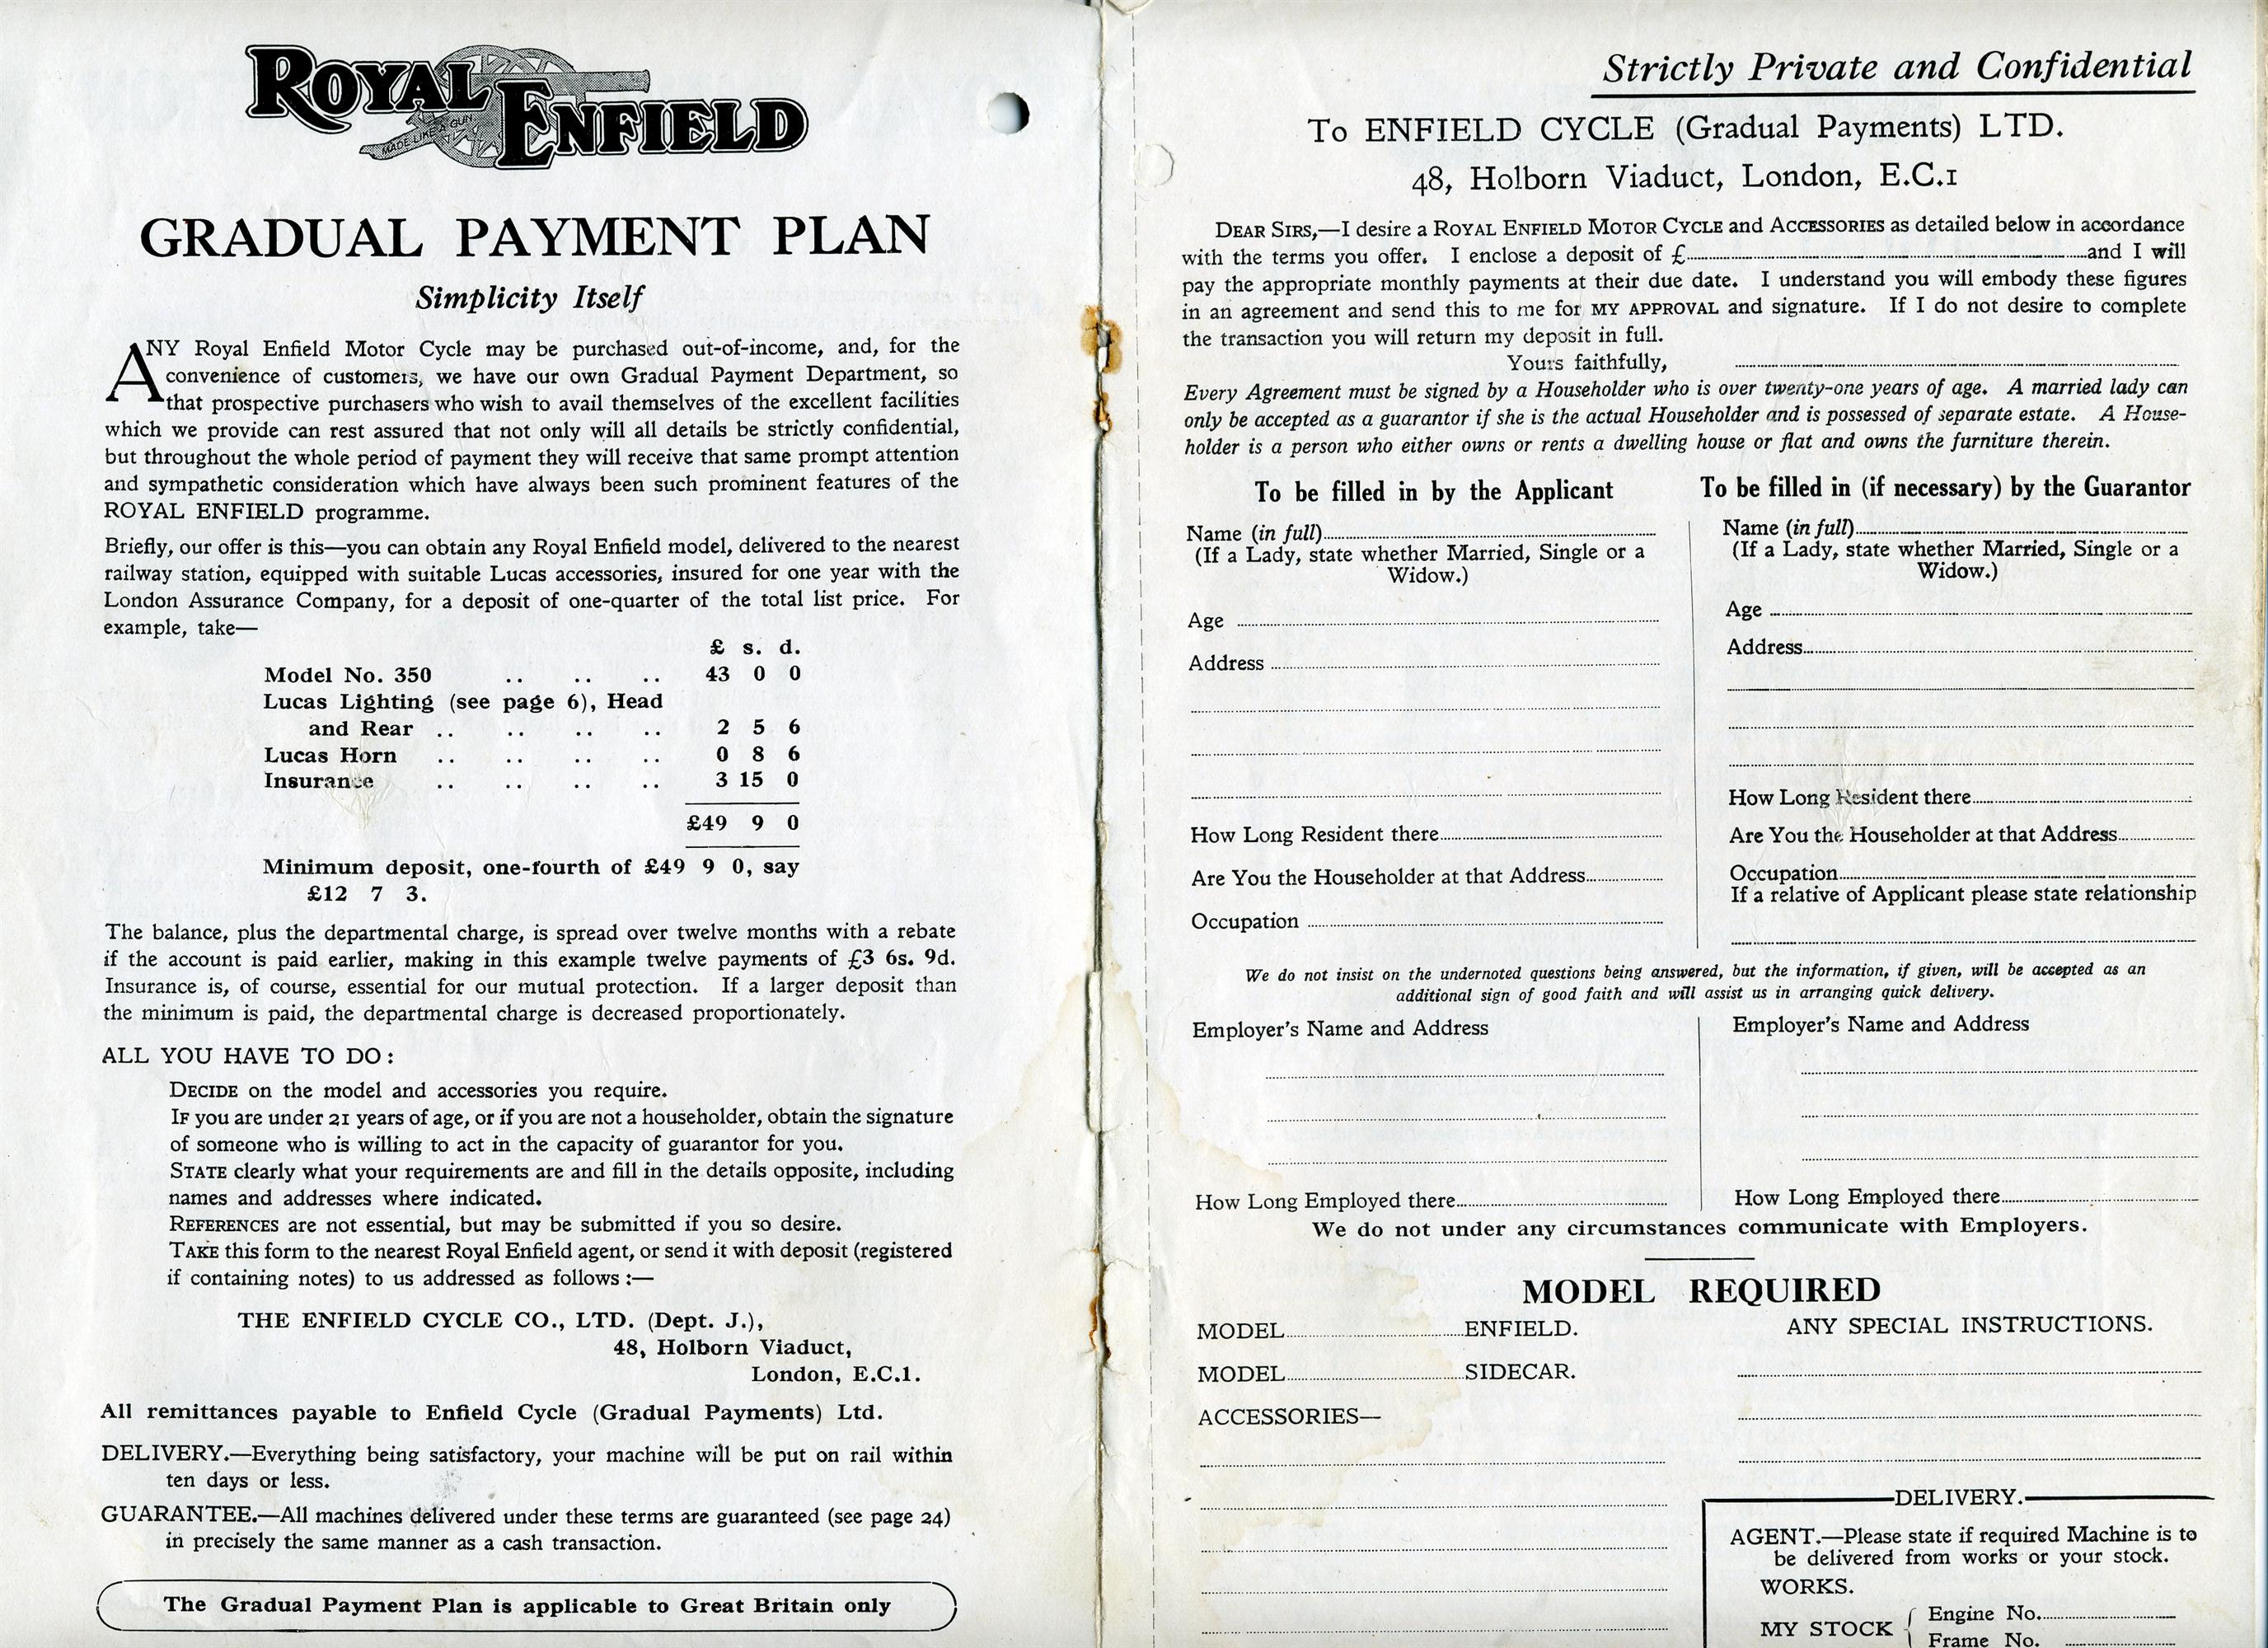 ROYAL ENFIELD
MADE LIKE A GUN
GRADUAL PAYMENT PLAN
Simplicity Itself
ANY Royal Enfield Motor Cycle may be purchased out-of-income, and, for the
convenience of customers, we have our own Gradual Payment Department, so
that prospective purchasers who wish to avail themselves of the excellent facilities
which we provide can rest assured that not only will all details be strictly confidential,
but throughout the whole period of payment they will receive that same prompt attention
and sympathetic consideration which have always been such prominent features of the
ROYAL ENFIELD programme.
Briefly, our offer is this—you can obtain any Royal Enfield model, delivered to the nearest
railway station, equipped with suitable Lucas accessories, insured for one year with the
London Assurance Company, for a deposit of one-quarter of the total list price. For
example, take—
£ s. d.
Model No. 350 .. .. .. 43 0 0
Lucas Lighting (see page 6), Head
and Rear .. .. .. .. 2 5 6
Lucas Horn .. .. .. .. 0 8 6
Insurance .. .. .. .. 3 15 0
£49 9 0
Minimum deposit, one-fourth of £49 9 0, say
£12 7 3.
The balance, plus the departmental charge, is spread over twelve months with a rebate
if the account is paid earlier, making in this example twelve payments of £3 6s. 9d.
Insurance is, of course, essential for our mutual protection. If a larger deposit than
the minimum is paid, the departmental charge is decreased proportionately.
ALL YOU HAVE TO DO:
DECIDE on the model and accessories you require.
IF you are under 21 years of age, or if you are not a householder, obtain the signature
of someone who is willing to act in the capacity of guarantor for you.
STATE clearly what your requirements are and fill in the details opposite, including
names and addresses where indicated.
REFERENCES are not essential, but may be submitted if you so desire.
TAKE this form to the nearest Royal Enfield agent, or send it with deposit (registered
if containing notes) to us addressed as follows:—
THE ENFIELD CYCLE CO., LTD. (Dept. J.),
48, Holborn Viaduct,
London, E.C.1.
All remittances payable to Enfield Cycle (Gradual Payments) Ltd.
DELIVERY.—Everything being satisfactory, your machine will be put on rail within
ten days or less.
GUARANTEE.—All machines delivered under these terms are guaranteed (see page 24)
in precisely the same manner as a cash transaction.
The Gradual Payment Plan is applicable to Great Britain only
Strictly Private and Confidential
To ENFIELD CYCLE (Gradual Payments) LTD.
48, Holborn Viaduct, London, E.C.1
DEAR SIRS,—I desire a ROYAL ENFIELD MOTOR CYCLE and ACCESSORIES as detailed below in accordance
with the terms you offer. I enclose a deposit of £..........and I will
pay the appropriate monthly payments at their due date. I understand you will embody these figures
in an agreement and send this to me for MY APPROVAL and signature. If I do not desire to complete
the transaction you will return my deposit in full.
Yours faithfully, ..........
Every Agreement must be signed by a Householder who is over twenty-one years of age. A married lady can
only be accepted as a guarantor if she is the actual Householder and is possessed of separate estate. A House-
holder is a person who either owns or rents a dwelling house or flat and owns the furniture therein.
To be filled in by the Applicant
Name (in full)..........
(If a Lady, state whether Married, Single or a
Widow.)
Age ..........
Address ..........
How Long Resident there..........
Are You the Householder at that Address..........
Occupation ..........
To be filled in (if necessary) by the Guarantor
Name (in full)..........
(If a Lady, state whether Married, Single or a
Widow.)
Age ..........
Address..........
How Long Resident there..........
Are You the Householder at that Address..........
Occupation..........
If a relative of Applicant please state relationship
We do not insist on the undernoted questions being answered, but the information, if given, will be accepted as an
additional sign of good faith and will assist us in arranging quick delivery.
Employer's Name and Address
How Long Employed there..........
Employer's Name and Address
How Long Employed there..........
We do not under any circumstances communicate with Employers.
MODEL REQUIRED
MODEL..........ENFIELD.
MODEL..........SIDECAR.
ACCESSORIES—
ANY SPECIAL INSTRUCTIONS.
DELIVERY.
AGENT.—Please state if required Machine is to
be delivered from works or your stock.
WORKS.
MY STOCK { Engine No...........
Frame No. ..........